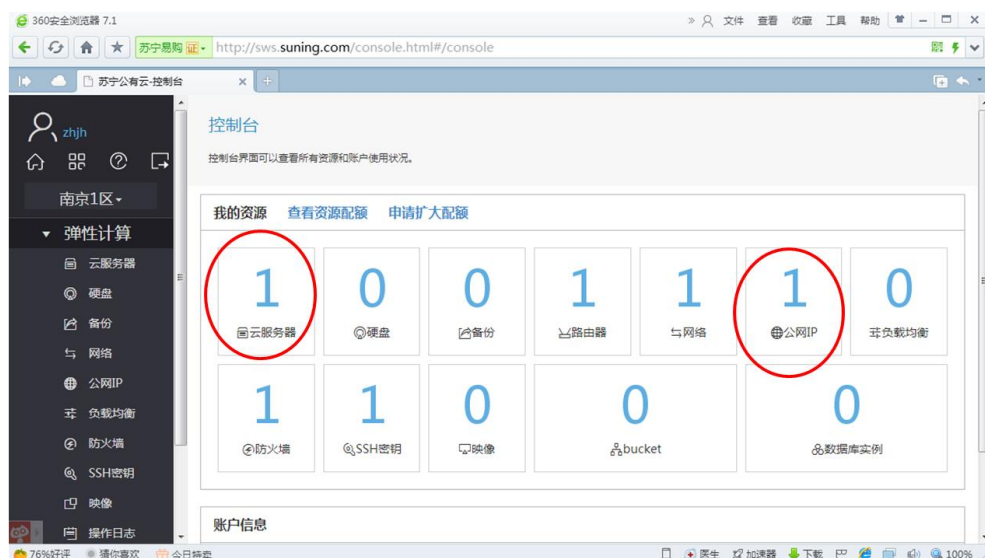 360安全浏览器 7.1
» 文件 查看 收藏 工具 帮助
苏宁易购 证 http://sws.suning.com/console.html#/console
苏宁公有云-控制台
zhjh
南京1区
弹性计算
云服务器
硬盘
备份
网络
公网IP
负载均衡
防火墙
SSH密钥
映像
操作日志
控制台
控制台界面可以查看所有资源和账户使用状况。
我的资源 查看资源配额 申请扩大配额
1 0 0 1 1 1 0
云服务器 硬盘 备份 路由器 网络 公网IP 负载均衡
1 1 0 0 0
防火墙 SSH密钥 映像 bucket 数据库实例
账户信息
76%好评 猜你喜欢 今日特卖 医生 加速器 下载 100%